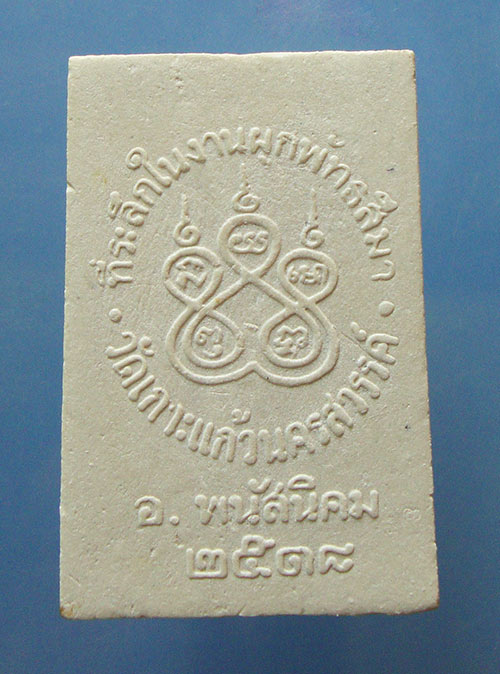 ที่ระลึกในงานผูกพัทธสีมา
วัดเกาะแก้วนครสวรรค์
อ. พนัสนิคม
๒๕๑๘